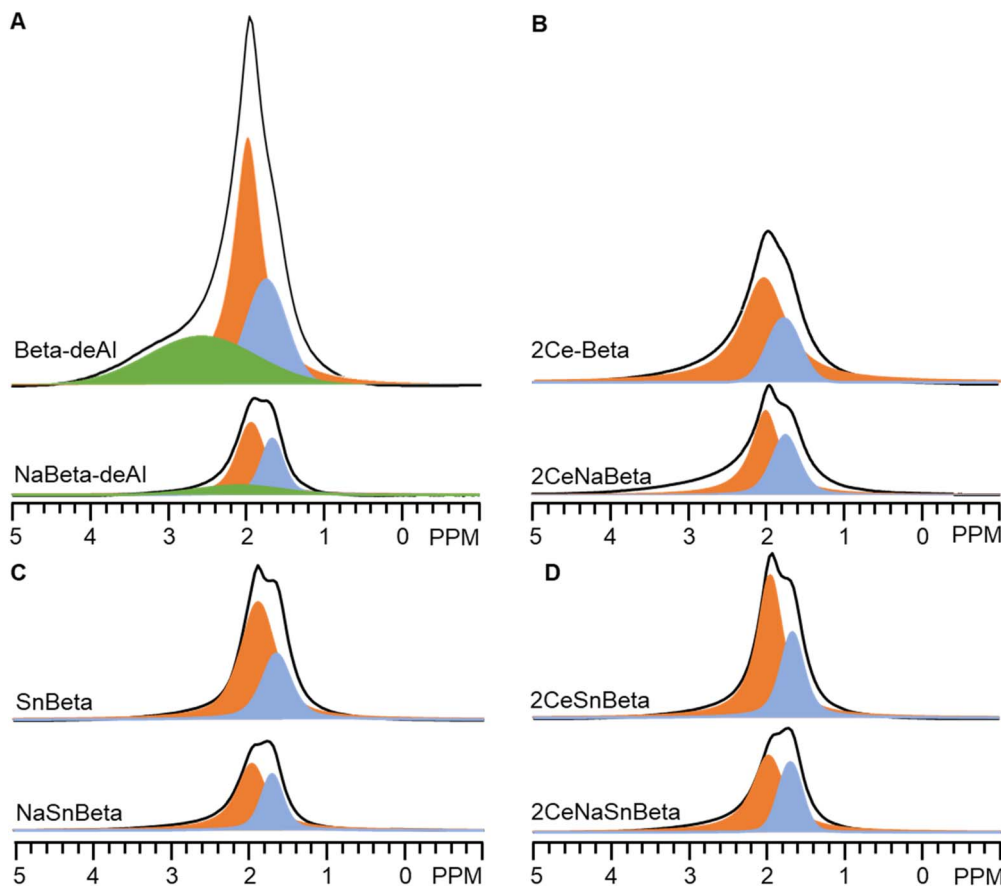 A
Beta-deAl
NaBeta-deAl
5 4 3 2 1 0 PPM
B
2Ce-Beta
2CeNaBeta
5 4 3 2 1 0 PPM
C
SnBeta
NaSnBeta
5 4 3 2 1 0 PPM
D
2CeSnBeta
2CeNaSnBeta
5 4 3 2 1 0 PPM